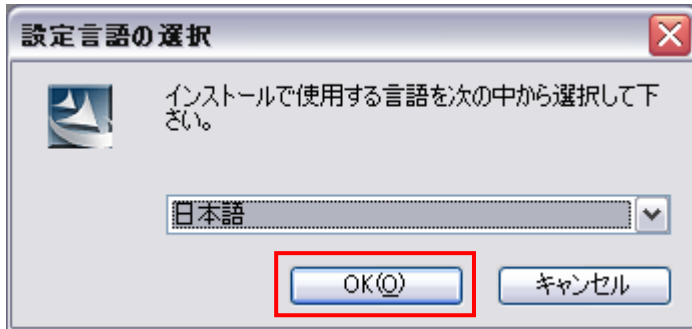 設定言語の選択
インストールで使用する言語を次の中から選択して下
さい。
日本語
OK(O)
キャンセル